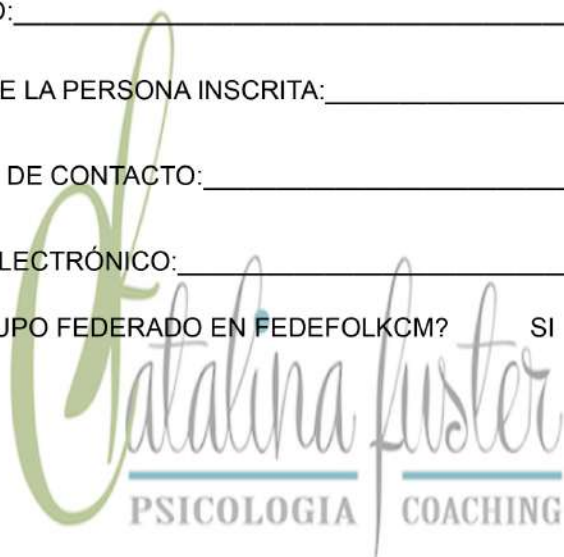 O:
E LA PERSONA INSCRITA:
DE CONTACTO:
LECTRÓNICO:
UPO FEDERADO EN FEDEFOLKCM? SI
Catalina fuster
PSICOLOGIA COACHING